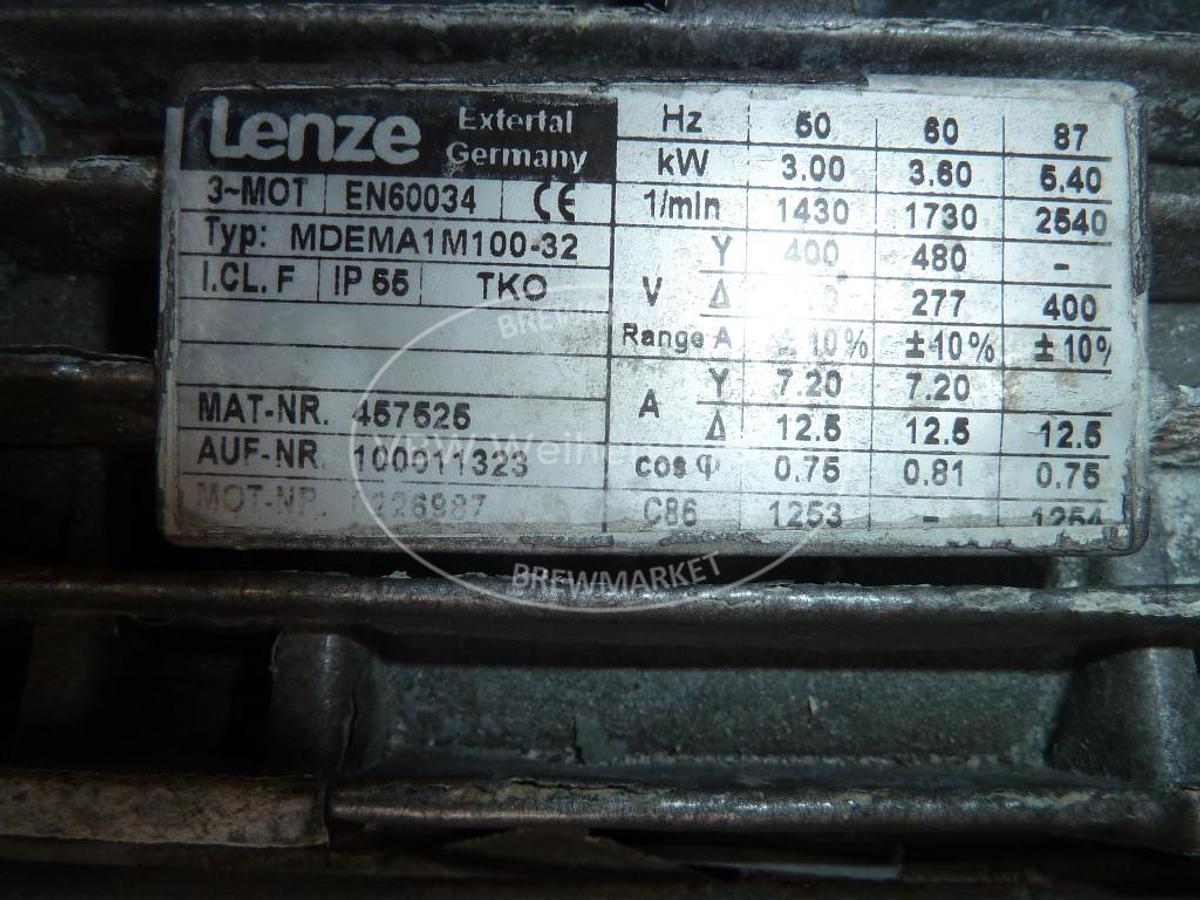 Lenze Extertal Germany
3~MOT EN60034 CE
Typ: MDEMA1M100-32
I.CL.F IP 55 TKO
MAT-NR. 457525
AUF-NR. 100011323
MOT-NR.
Hz 50 60 87
kW 3.00 3.60 5.40
1/min 1430 1730 2540
V Y 400 480 -
Δ 277 400
Range A ±10% ±10% ±10%
A Y 7.20 7.20
Δ 12.5 12.5 12.5
cos φ 0.75 0.81 0.75
C86 1253 - 1254
BREWMARKET